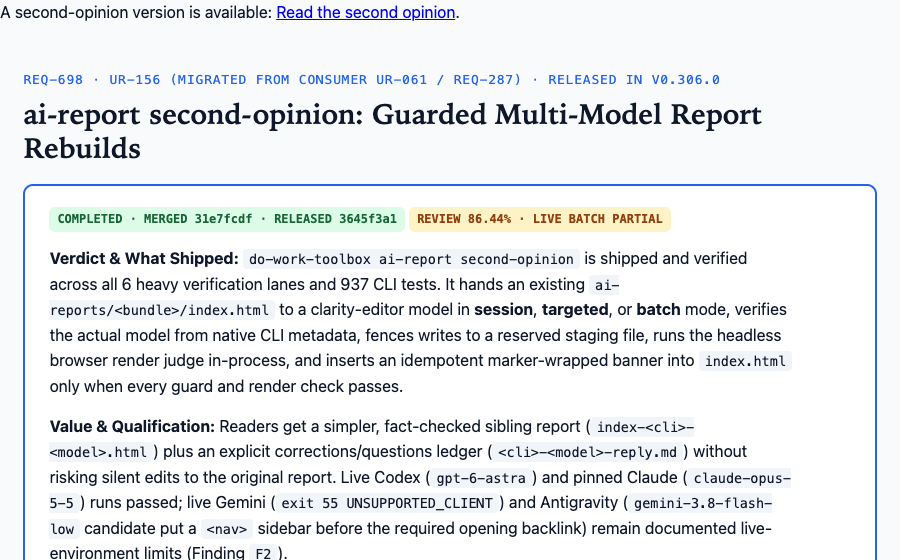 A second-opinion version is available: Read the second opinion.
REQ-698 · UR-156 (MIGRATED FROM CONSUMER UR-061 / REQ-287) · RELEASED IN V0.306.0
ai-report second-opinion: Guarded Multi-Model Report
Rebuilds
COMPLETED · MERGED 31e7fcdf · RELEASED 3645f3a1 REVIEW 86.44% · LIVE BATCH PARTIAL
Verdict & What Shipped: do-work-toolbox ai-report second-opinion is shipped and verified
across all 6 heavy verification lanes and 937 CLI tests. It hands an existing ai-
reports/<bundle>/index.html to a clarity-editor model in session, targeted, or batch mode, verifies
the actual model from native CLI metadata, fences writes to a reserved staging file, runs the headless
browser render judge in-process, and inserts an idempotent marker-wrapped banner into index.html
only when every guard and render check passes.
Value & Qualification: Readers get a simpler, fact-checked sibling report ( index-<cli>-
<model>.html ) plus an explicit corrections/questions ledger ( <cli>-<model>-reply.md ) without
risking silent edits to the original report. Live Codex ( gpt-6-astra ) and pinned Claude ( claude-opus-
5-5 ) runs passed; live Gemini ( exit 55 UNSUPPORTED_CLIENT ) and Antigravity ( gemini-3.8-flash-
low candidate put a <nav> sidebar before the required opening backlink) remain documented live-
environment limits (Finding F2 ).